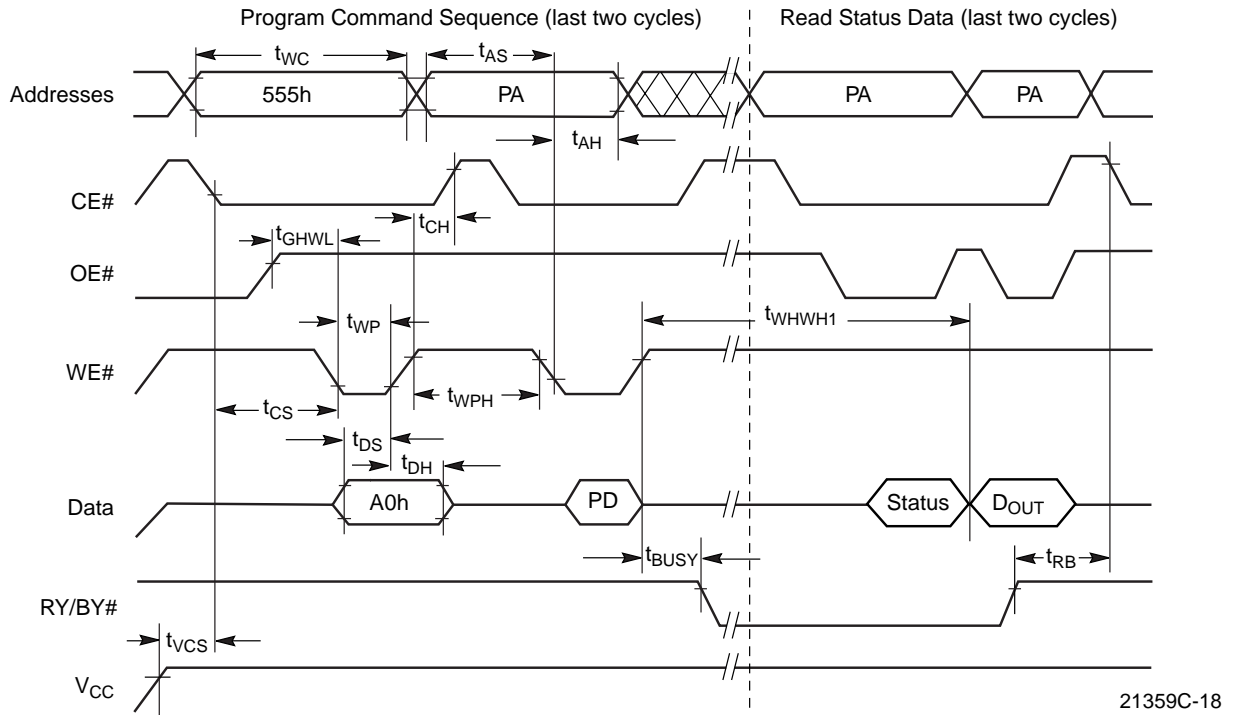 Program Command Sequence (last two cycles)
Read Status Data (last two cycles)
tWC
tAS
Addresses
555h
PA
PA
PA
tAH
CE#
tCH
tGHWL
OE#
tWP
tWHWH1
WE#
tCS
tWPH
tDS
tDH
Data
A0h
PD
Status
DOUT
tBUSY
tRB
RY/BY#
tVCS
VCC
21359C-18